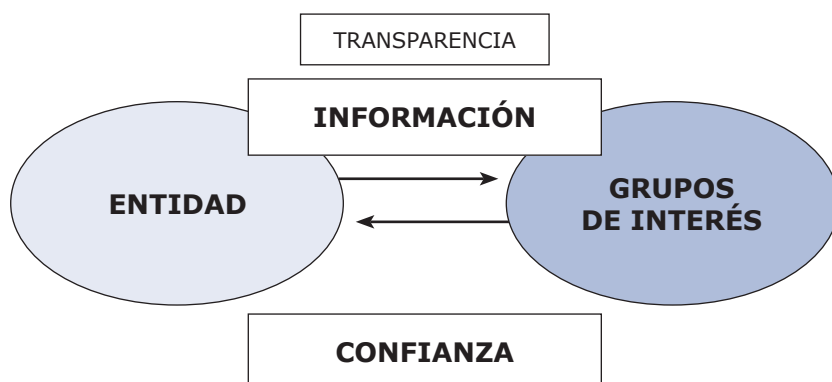 TRANSPARENCIA
INFORMACIÓN
ENTIDAD
GRUPOS
DE INTERÉS
CONFIANZA